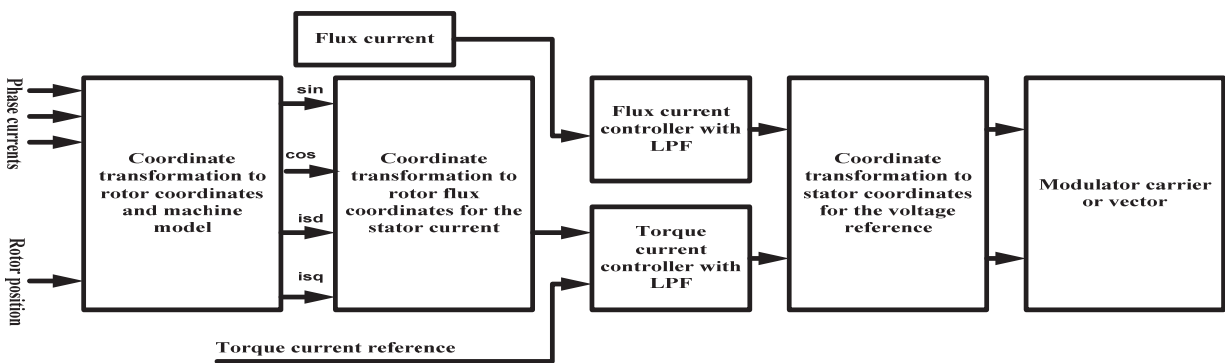 Flux current
Phase currents
Rotor position
Coordinate
transformation to
rotor coordinates
and machine
model
sin
cos
isd
isq
Coordinate
transformation to
rotor flux
coordinates for the
stator current
Flux current
controller with
LPF
Torque
current
controller with
LPF
Coordinate
transformation to
stator coordinates
for the voltage
reference
Modulator carrier
or vector
Torque current reference